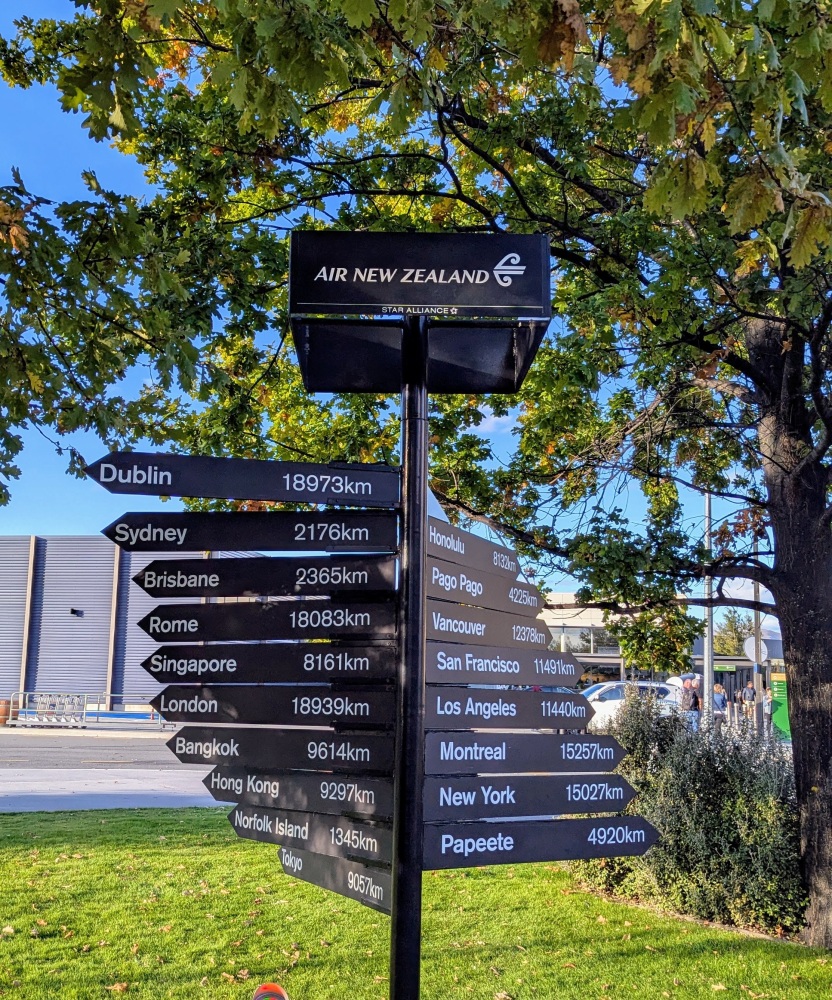 AIR NEW ZEALAND
STAR ALLIANCE
Dublin 18973km
Sydney 2176km
Brisbane 2365km
Rome 18083km
Singapore 8161km
London 18939km
Bangkok 9614km
Hong Kong 9297km
Norfolk Island 1345km
Tokyo 9057km
Honolulu 8132km
Pago Pago 4225km
Vancouver 12378km
San Francisco 11491km
Los Angeles 11440km
Montreal 15257km
New York 15027km
Papeete 4920km